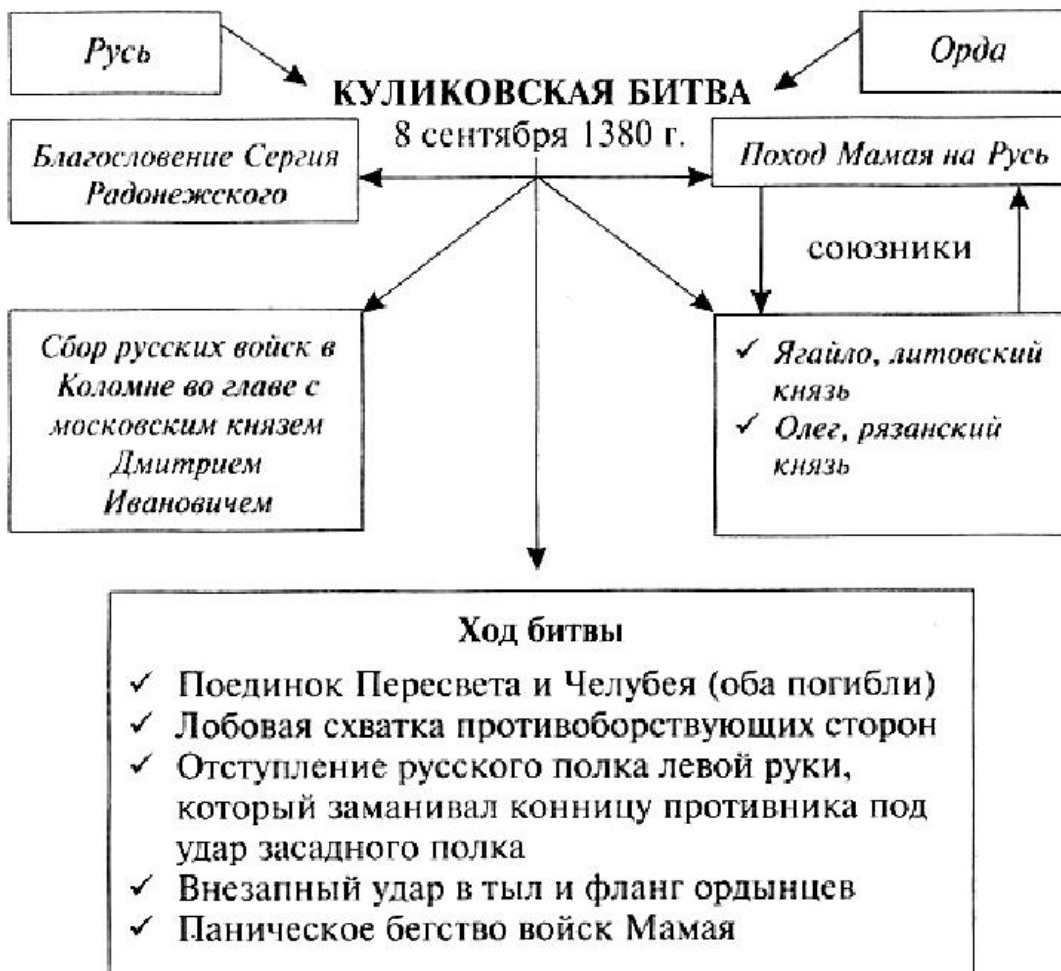 Русь
Орда
КУЛИКОВСКАЯ БИТВА
8 сентября 1380 г.
Благословение Сергия
Радонежского
Поход Мамая на Русь
союзники
Сбор русских войск в
Коломне во главе с
московским князем
Дмитрием
Ивановичем
✓ Ягайло, литовский
князь
✓ Олег, рязанский
князь
Ход битвы
✓ Поединок Пересвета и Челубея (оба погибли)
✓ Лобовая схватка противоборствующих сторон
✓ Отступление русского полка левой руки,
который заманивал конницу противника под
удар засадного полка
✓ Внезапный удар в тыл и фланг ордынцев
✓ Паническое бегство войск Мамая